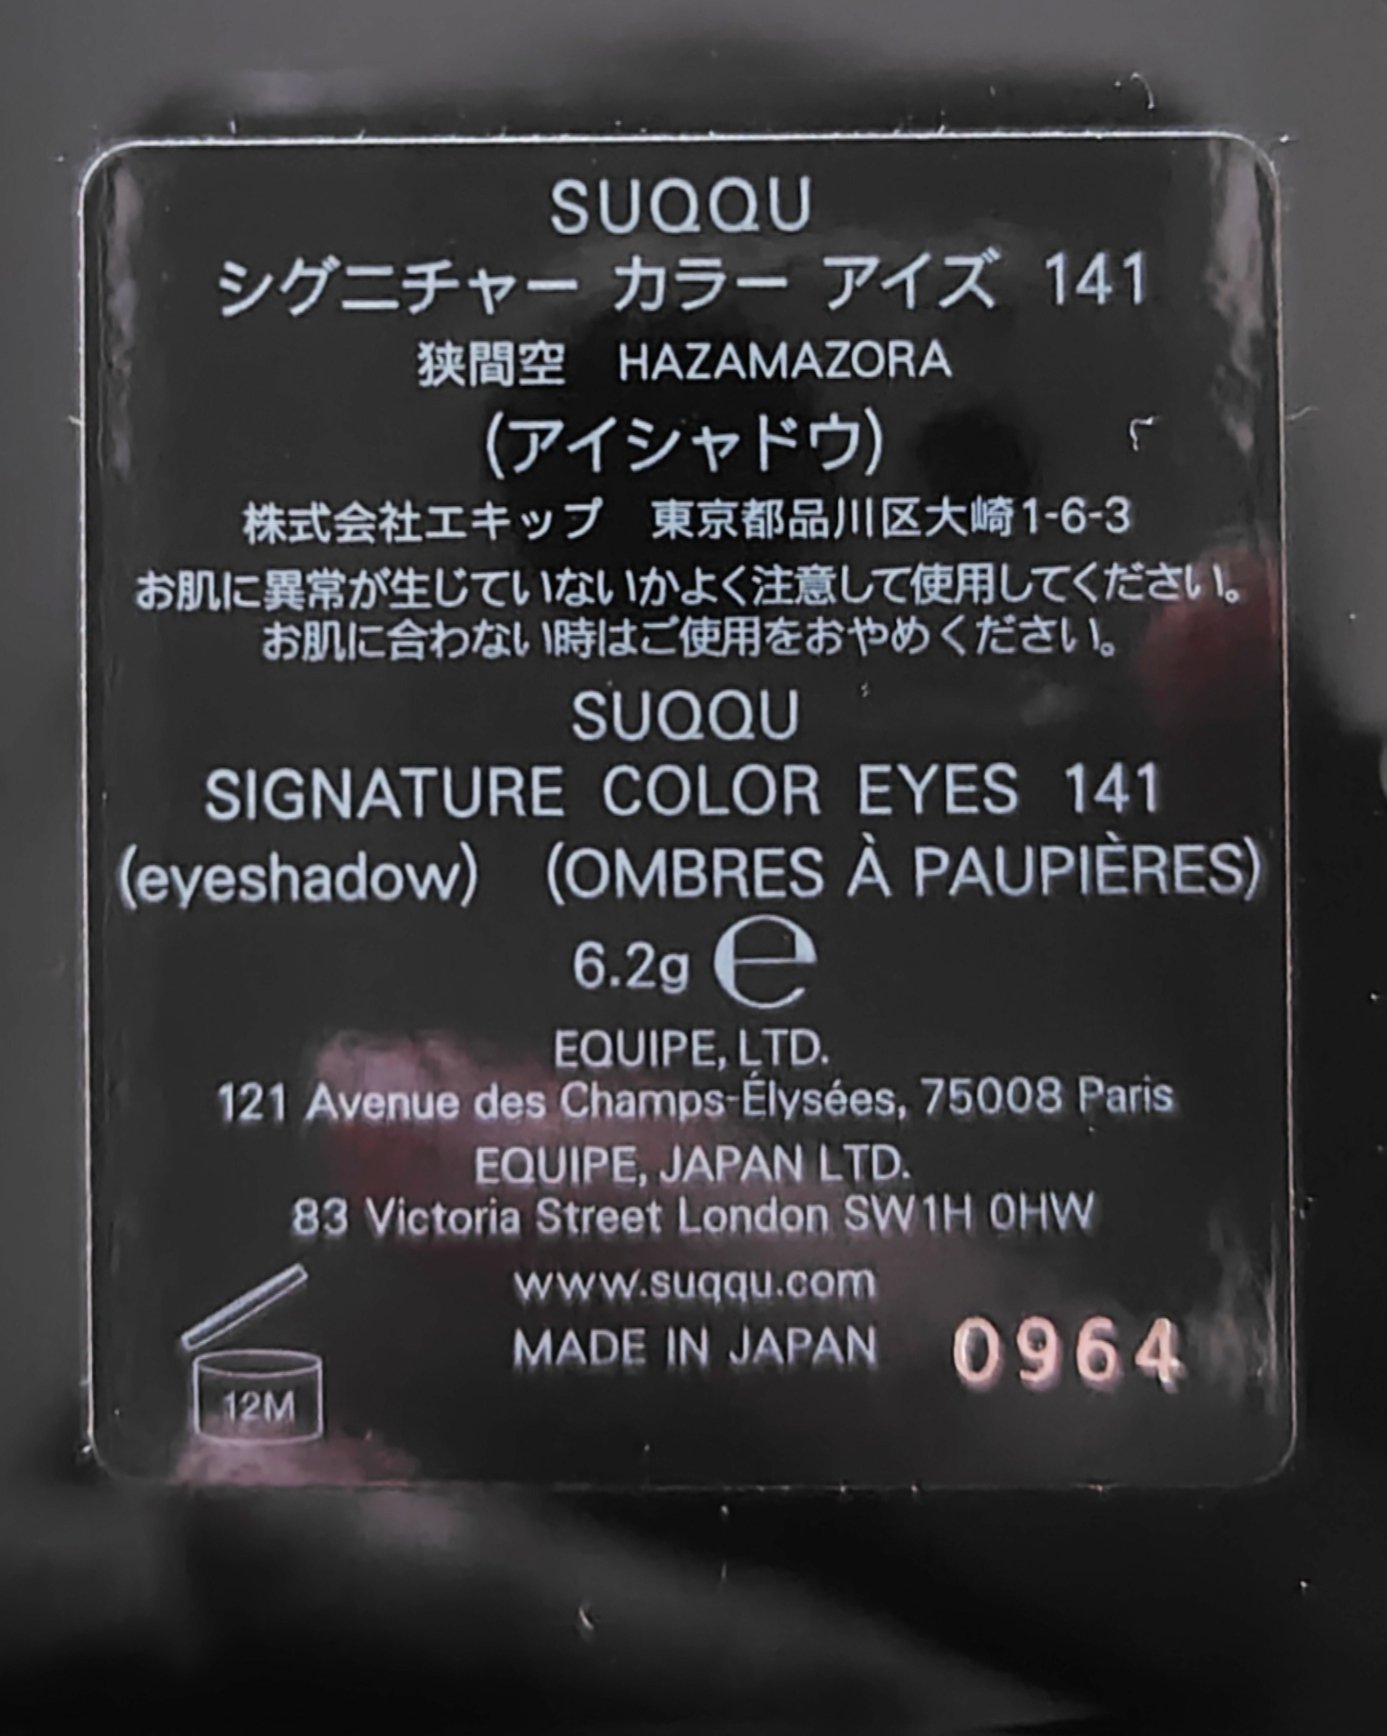 SUQQU
シグニチャー カラー アイズ 141
狭間空 HAZAMAZORA
(アイシャドウ)
株式会社エキップ 東京都品川区大崎1-6-3
お肌に異常が生じていないかよく注意して使用してください。
お肌に合わない時はご使用をおやめください。
SUQQU
SIGNATURE COLOR EYES 141
(eyeshadow) (OMBRES À PAUPIÈRES)
6.2g ℮
EQUIPE, LTD.
121 Avenue des Champs-Élysées, 75008 Paris
EQUIPE, JAPAN LTD.
83 Victoria Street London SW1H 0HW
www.suqqu.com
MADE IN JAPAN 0964
12M